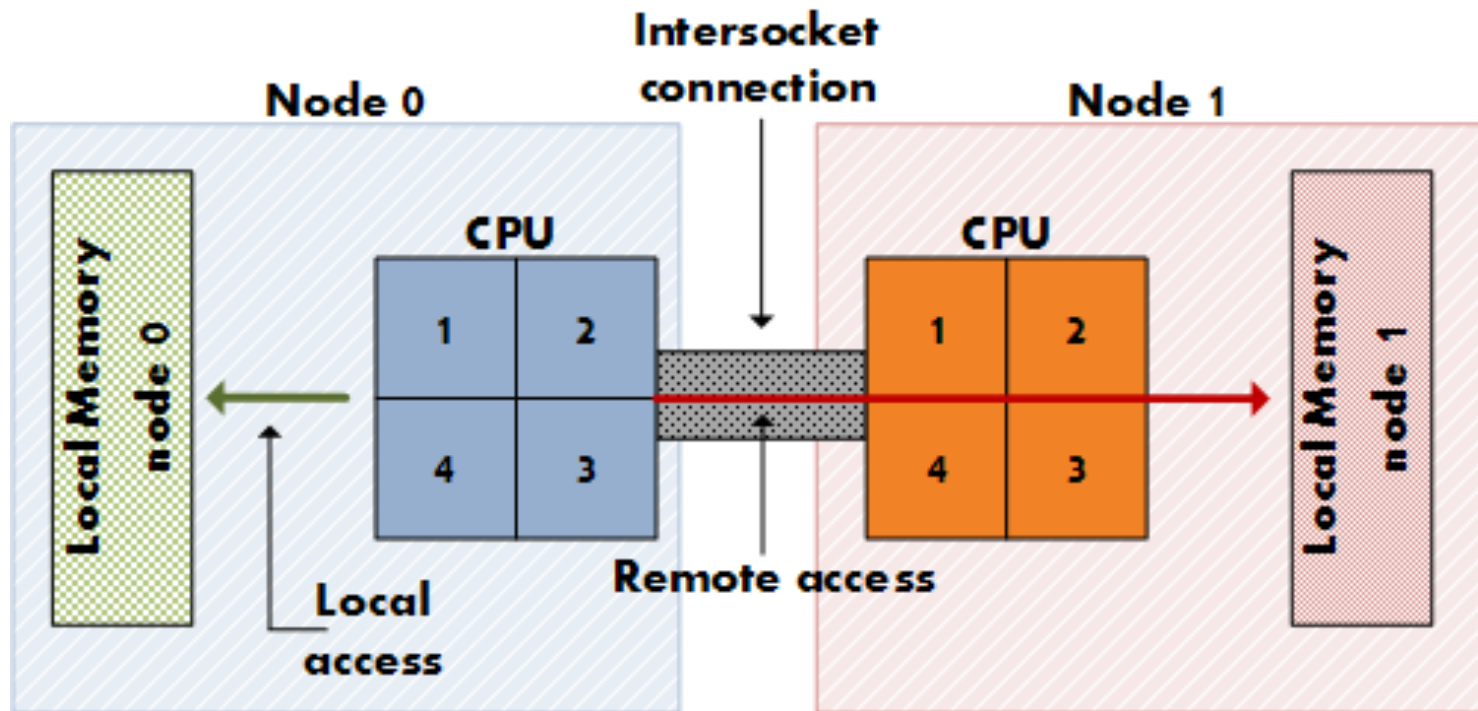 Intersocket
connection
Node 0
Node 1
CPU
CPU
Local Memory
node 0
1
2
4
3
1
2
4
3
Local Memory
node 1
Local
access
Remote access